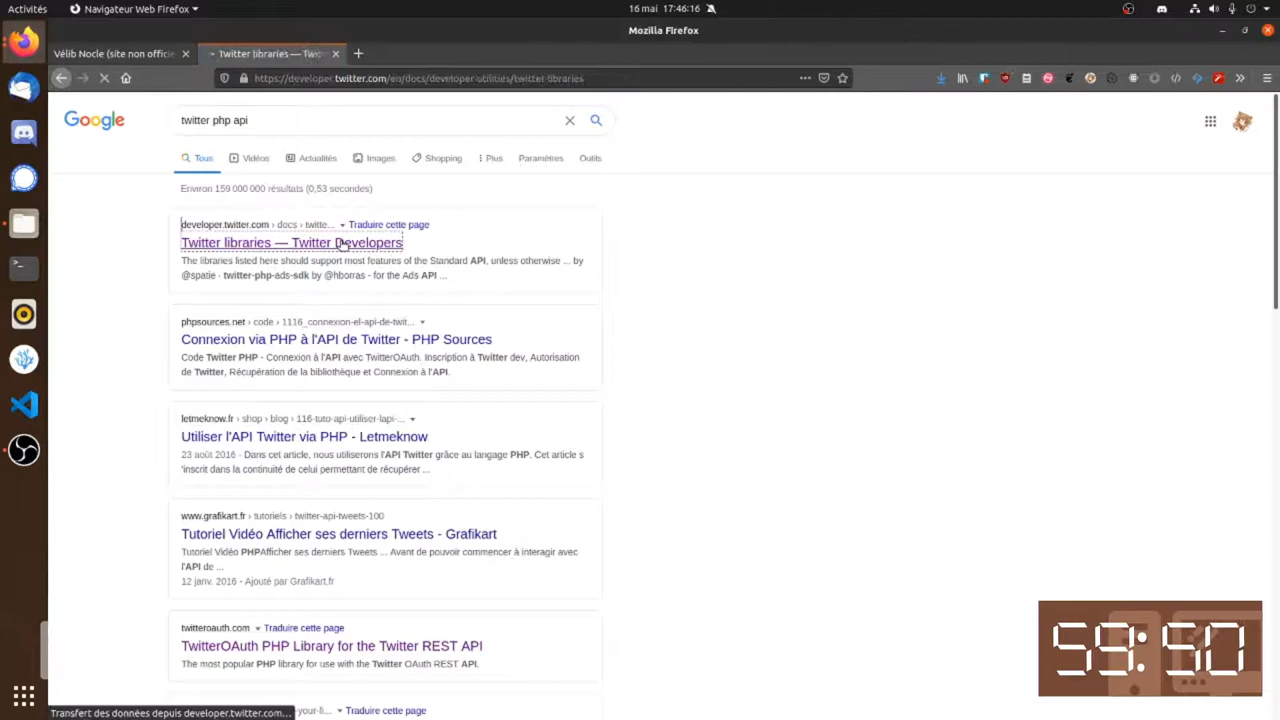 Activités
Navigateur Web Firefox
16 mai 17:46:16
Mozilla Firefox
Vélib Nocle (site non officie
Twitter libraries — Twi
https://developer.twitter.com/en/docs/developer-utilities/twitter-libraries
Google
twitter php api
Tous
Vidéos
Actualités
Images
Shopping
Plus
Paramètres
Outils
Environ 159 000 000 résultats (0,53 secondes)
developer.twitter.com › docs › twitte... Traduire cette page
Twitter libraries — Twitter Developers
The libraries listed here should support most features of the Standard API, unless otherwise ... by
@spatie · twitter-php-ads-sdk by @hborras - for the Ads API ...
phpsources.net › code › 1116_connexion-el-api-de-twit...
Connexion via PHP à l'API de Twitter - PHP Sources
Code Twitter PHP - Connexion à l'API avec TwitterOAuth. Inscription à Twitter dev, Autorisation
de Twitter, Récupération de la bibliothèque et Connexion à l'API.
letmeknow.fr › shop › blog › 116-tuto-api-utiliser-lapi-...
Utiliser l'API Twitter via PHP - Letmeknow
23 août 2016 - Dans cet article, nous utiliserons l'API Twitter grâce au langage PHP. Cet article s
'inscrit dans la continuité de celui permettant de récupérer ...
www.grafikart.fr › tutoriels › twitter-api-tweets-100
Tutoriel Vidéo Afficher ses derniers Tweets - Grafikart
Tutoriel Vidéo PHPAfficher ses derniers Tweets ... Avant de pouvoir commencer à interagir avec
l'API de ...
12 janv. 2016 - Ajouté par Grafikart.fr
twitteroauth.com Traduire cette page
TwitterOAuth PHP Library for the Twitter REST API
The most popular PHP library for use with the Twitter OAuth REST API.
-your-li... Traduire cette page
Transfert des données depuis developer.twitter.com...
59:50